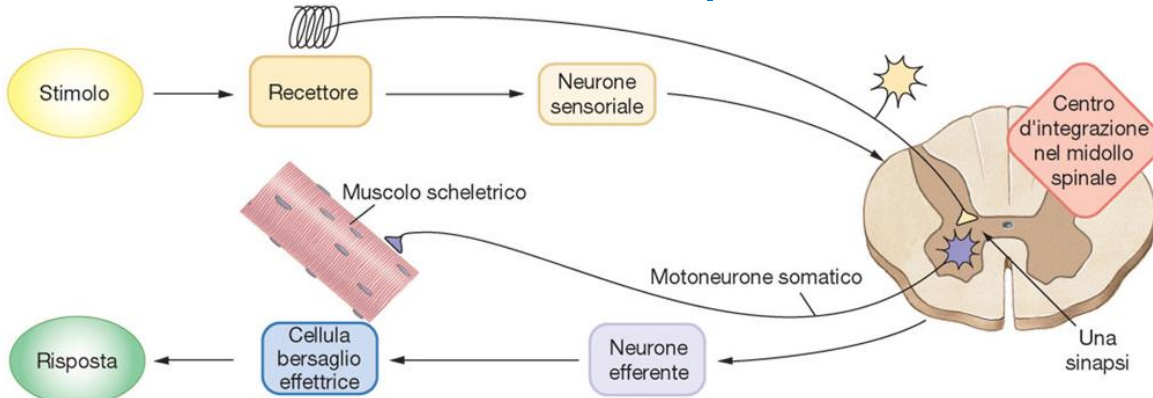 Stimolo
Recettore
Neurone
sensoriale
Centro
d'integrazione
nel midollo
spinale
Muscolo scheletrico
Motoneurone somatico
Una
sinapsi
Neurone
efferente
Cellula
bersaglio
effettrice
Risposta